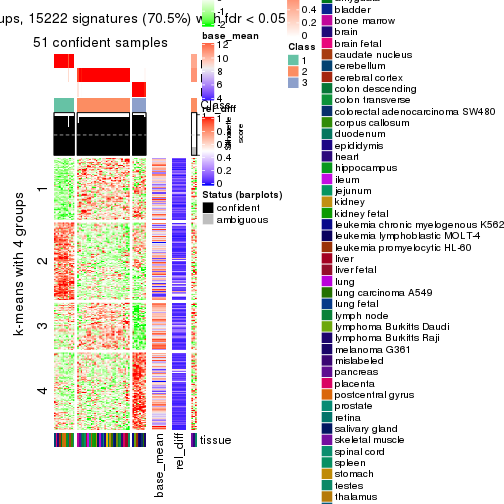 ups, 15222 signatures (70.5%) with fdr < 0.05
51 confident samples
k-means with 4 groups
1
2
3
4
base_mean
rel_diff
tissue
-2
base_mean
12
10
8
6
4
2
0
rel_diff
1
0.8
0.6
0.4
0.2
0
Status (barplots)
confident
ambiguous
0.4
0.2
0
Class
1
2
3
Class
score
bladder
bone marrow
brain
brain fetal
caudate nucleus
cerebellum
cerebral cortex
colon descending
colon transverse
colorectal adenocarcinoma SW480
corpus callosum
duodenum
epididymis
heart
hippocampus
ileum
jejunum
kidney
kidney fetal
leukemia chronic myelogenous K562
leukemia lymphoblastic MOLT-4
leukemia promyelocytic HL-60
liver
liver fetal
lung
lung carcinoma A549
lung fetal
lymph node
lymphoma Burkitts Daudi
lymphoma Burkitts Raji
melanoma G361
mislabeled
pancreas
placenta
postcentral gyrus
prostate
retina
salivary gland
skeletal muscle
spinal cord
spleen
stomach
testes
thalamus